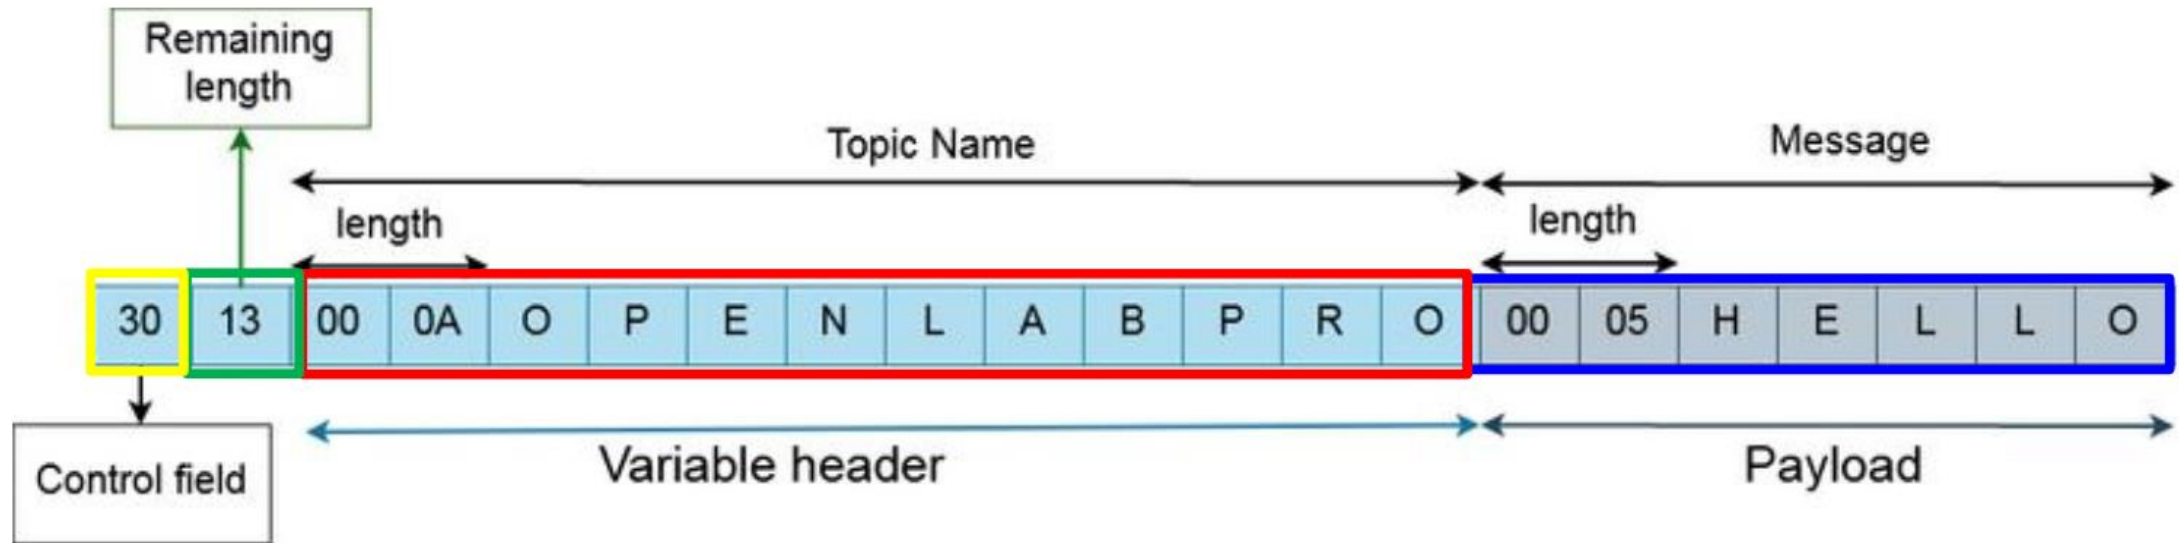 Remaining
length
Topic Name
Message
length
length
30 13 00 0A O P E N L A B P R O 00 05 H E L L O
Control field
Variable header
Payload